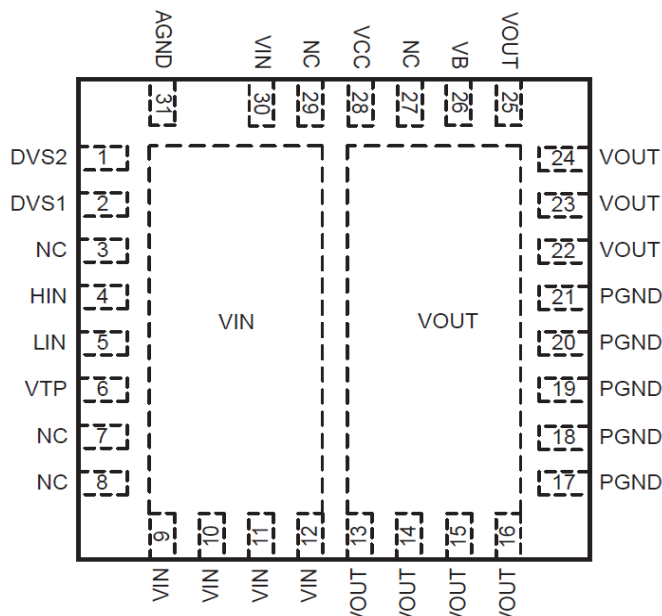 AGND VIN NC VCC NC VB VOUT
31 30 29 28 27 26 25
DVS2 1 24 VOUT
DVS1 2 23 VOUT
NC 3 22 VOUT
HIN 4 21 PGND
VIN VOUT
LIN 5 20 PGND
VTP 6 19 PGND
NC 7 18 PGND
NC 8 17 PGND
9 10 11 12 13 14 15 16
VIN VIN VIN VIN VOUT VOUT VOUT VOUT